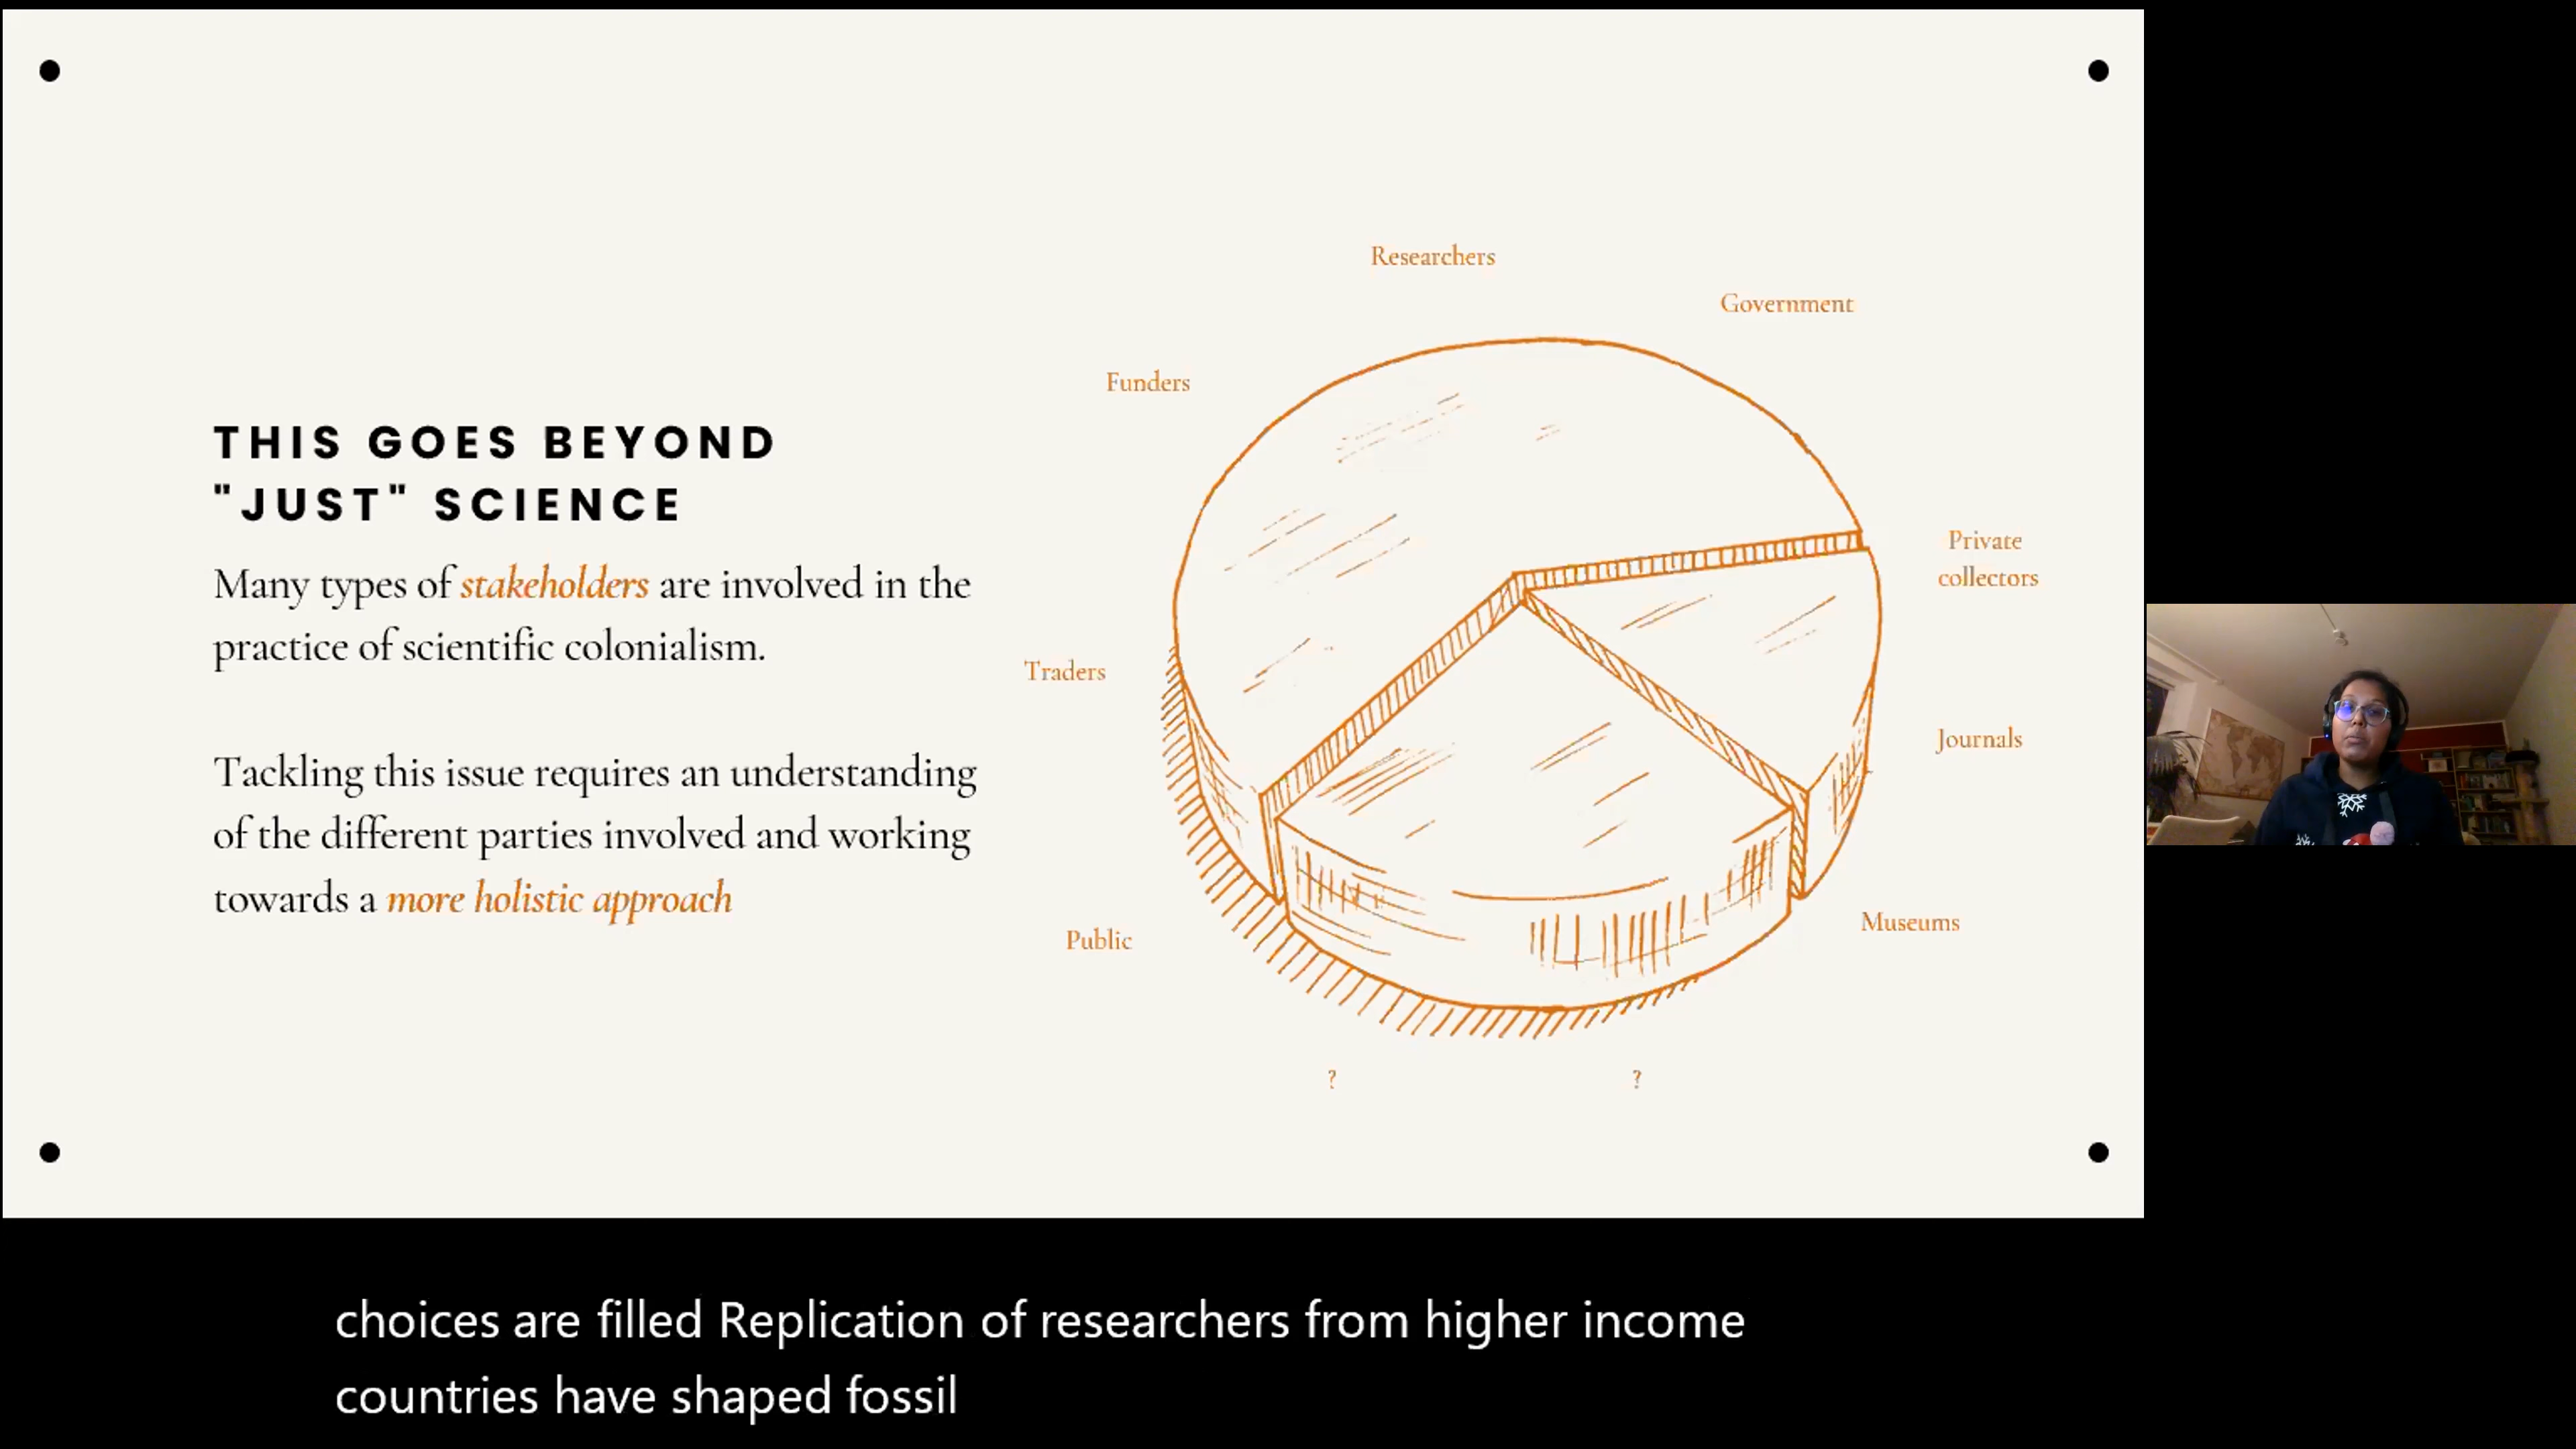 THIS GOES BEYOND
"JUST" SCIENCE
Many types of stakeholders are involved in the
practice of scientific colonialism.
Tackling this issue requires an understanding
of the different parties involved and working
towards a more holistic approach
Researchers
Government
Funders
Private
collectors
Traders
Journals
Museums
Public
?
?
choices are filled Replication of researchers from higher income
countries have shaped fossil